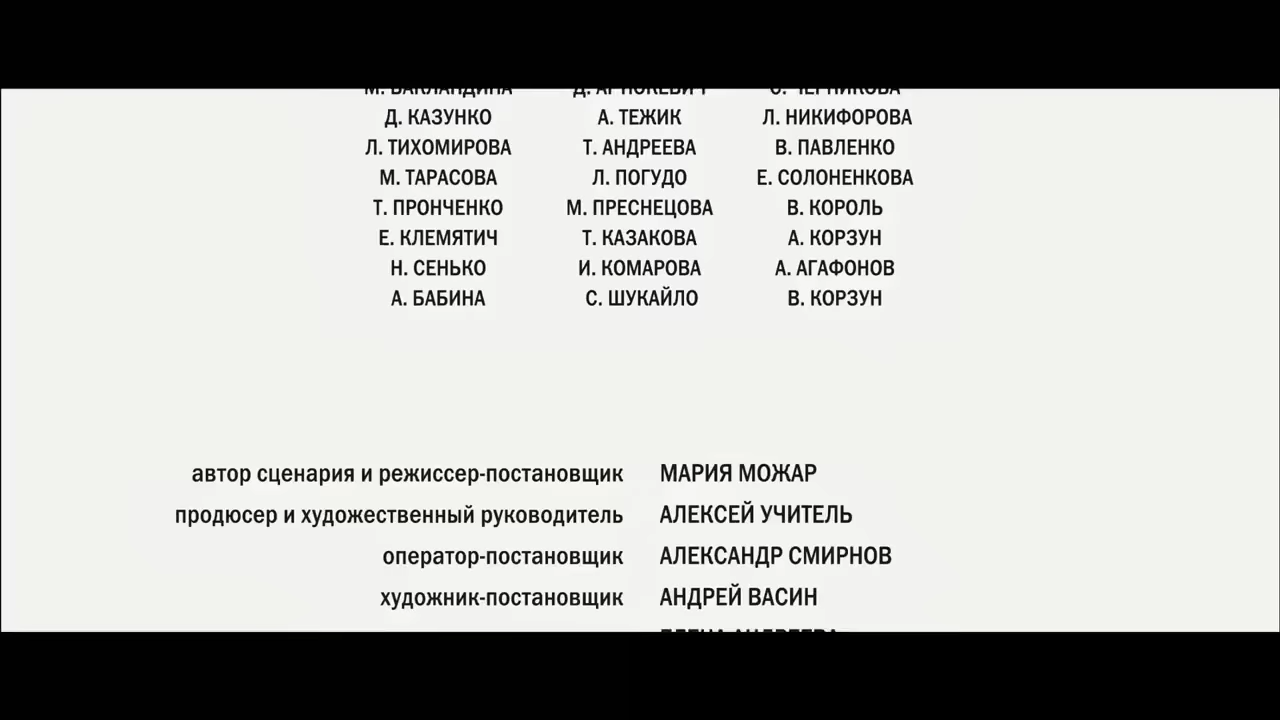 Д. КАЗУНКО А. ТЕЖИК Л. НИКИФОРОВА
Л. ТИХОМИРОВА Т. АНДРЕЕВА В. ПАВЛЕНКО
М. ТАРАСОВА Л. ПОГУДО Е. СОЛОНЕНКОВА
Т. ПРОНЧЕНКО М. ПРЕСНЕЦОВА В. КОРОЛЬ
Е. КЛЕМЯТИЧ Т. КАЗАКОВА А. КОРЗУН
Н. СЕНЬКО И. КОМАРОВА А. АГАФОНОВ
А. БАБИНА С. ШУКАЙЛО В. КОРЗУН
автор сценария и режиссер-постановщик МАРИЯ МОЖАР
продюсер и художественный руководитель АЛЕКСЕЙ УЧИТЕЛЬ
оператор-постановщик АЛЕКСАНДР СМИРНОВ
художник-постановщик АНДРЕЙ ВАСИН